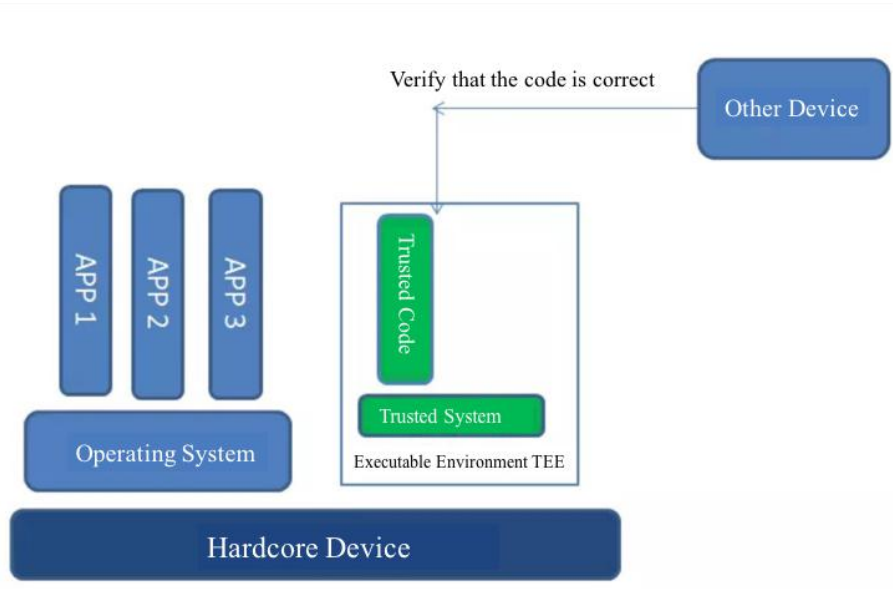 Verify that the code is correct
Other Device
APP 1
APP 2
APP 3
Trusted Code
Trusted System
Operating System
Executable Environment TEE
Hardcore Device